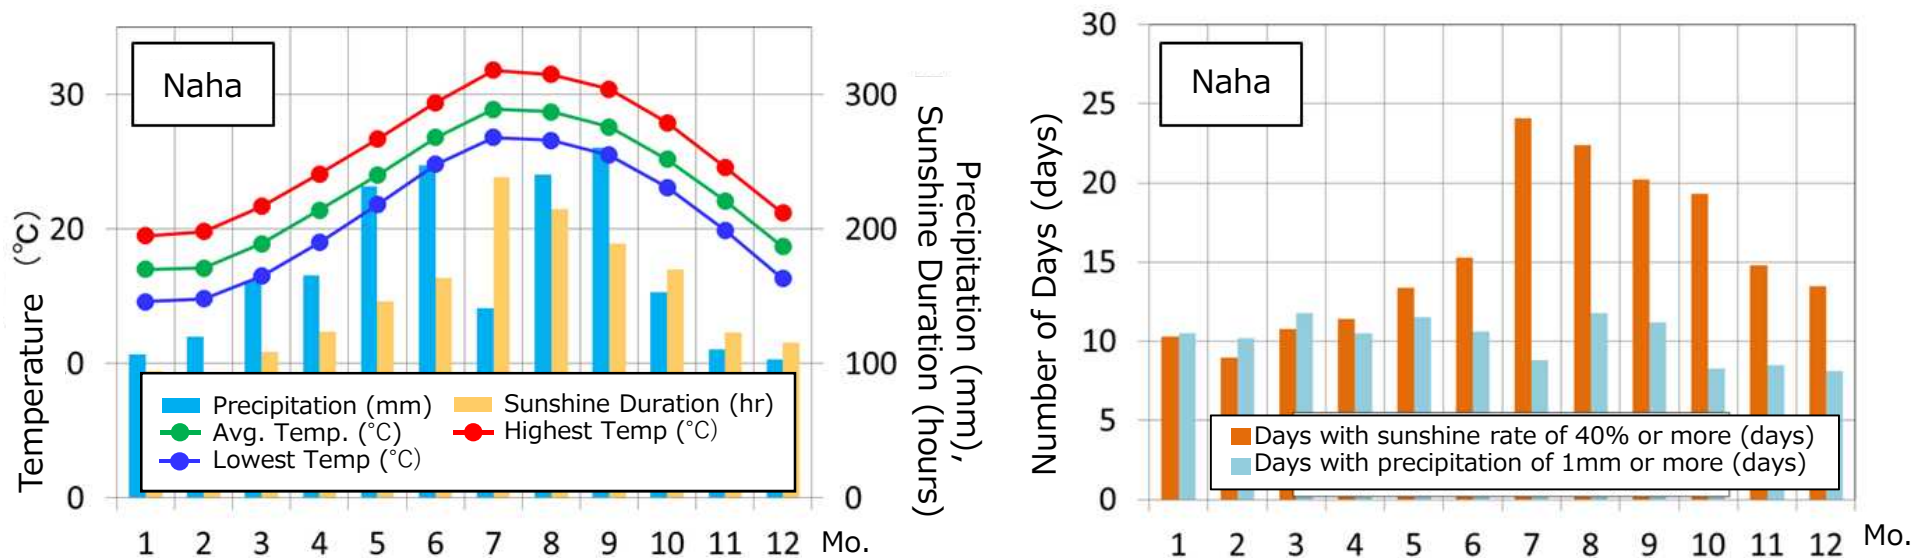 Naha
30
20
0
0
Temperature (℃)
300
200
100
0
Precipitation (mm),
Sunshine Duration (hours)
Precipitation (mm)
Sunshine Duration (hr)
Avg. Temp. (℃)
Highest Temp (℃)
Lowest Temp (℃)
1 2 3 4 5 6 7 8 9 10 11 12 Mo.
Naha
30
25
20
15
10
5
0
Number of Days (days)
Days with sunshine rate of 40% or more (days)
Days with precipitation of 1mm or more (days)
1 2 3 4 5 6 7 8 9 10 11 12 Mo.